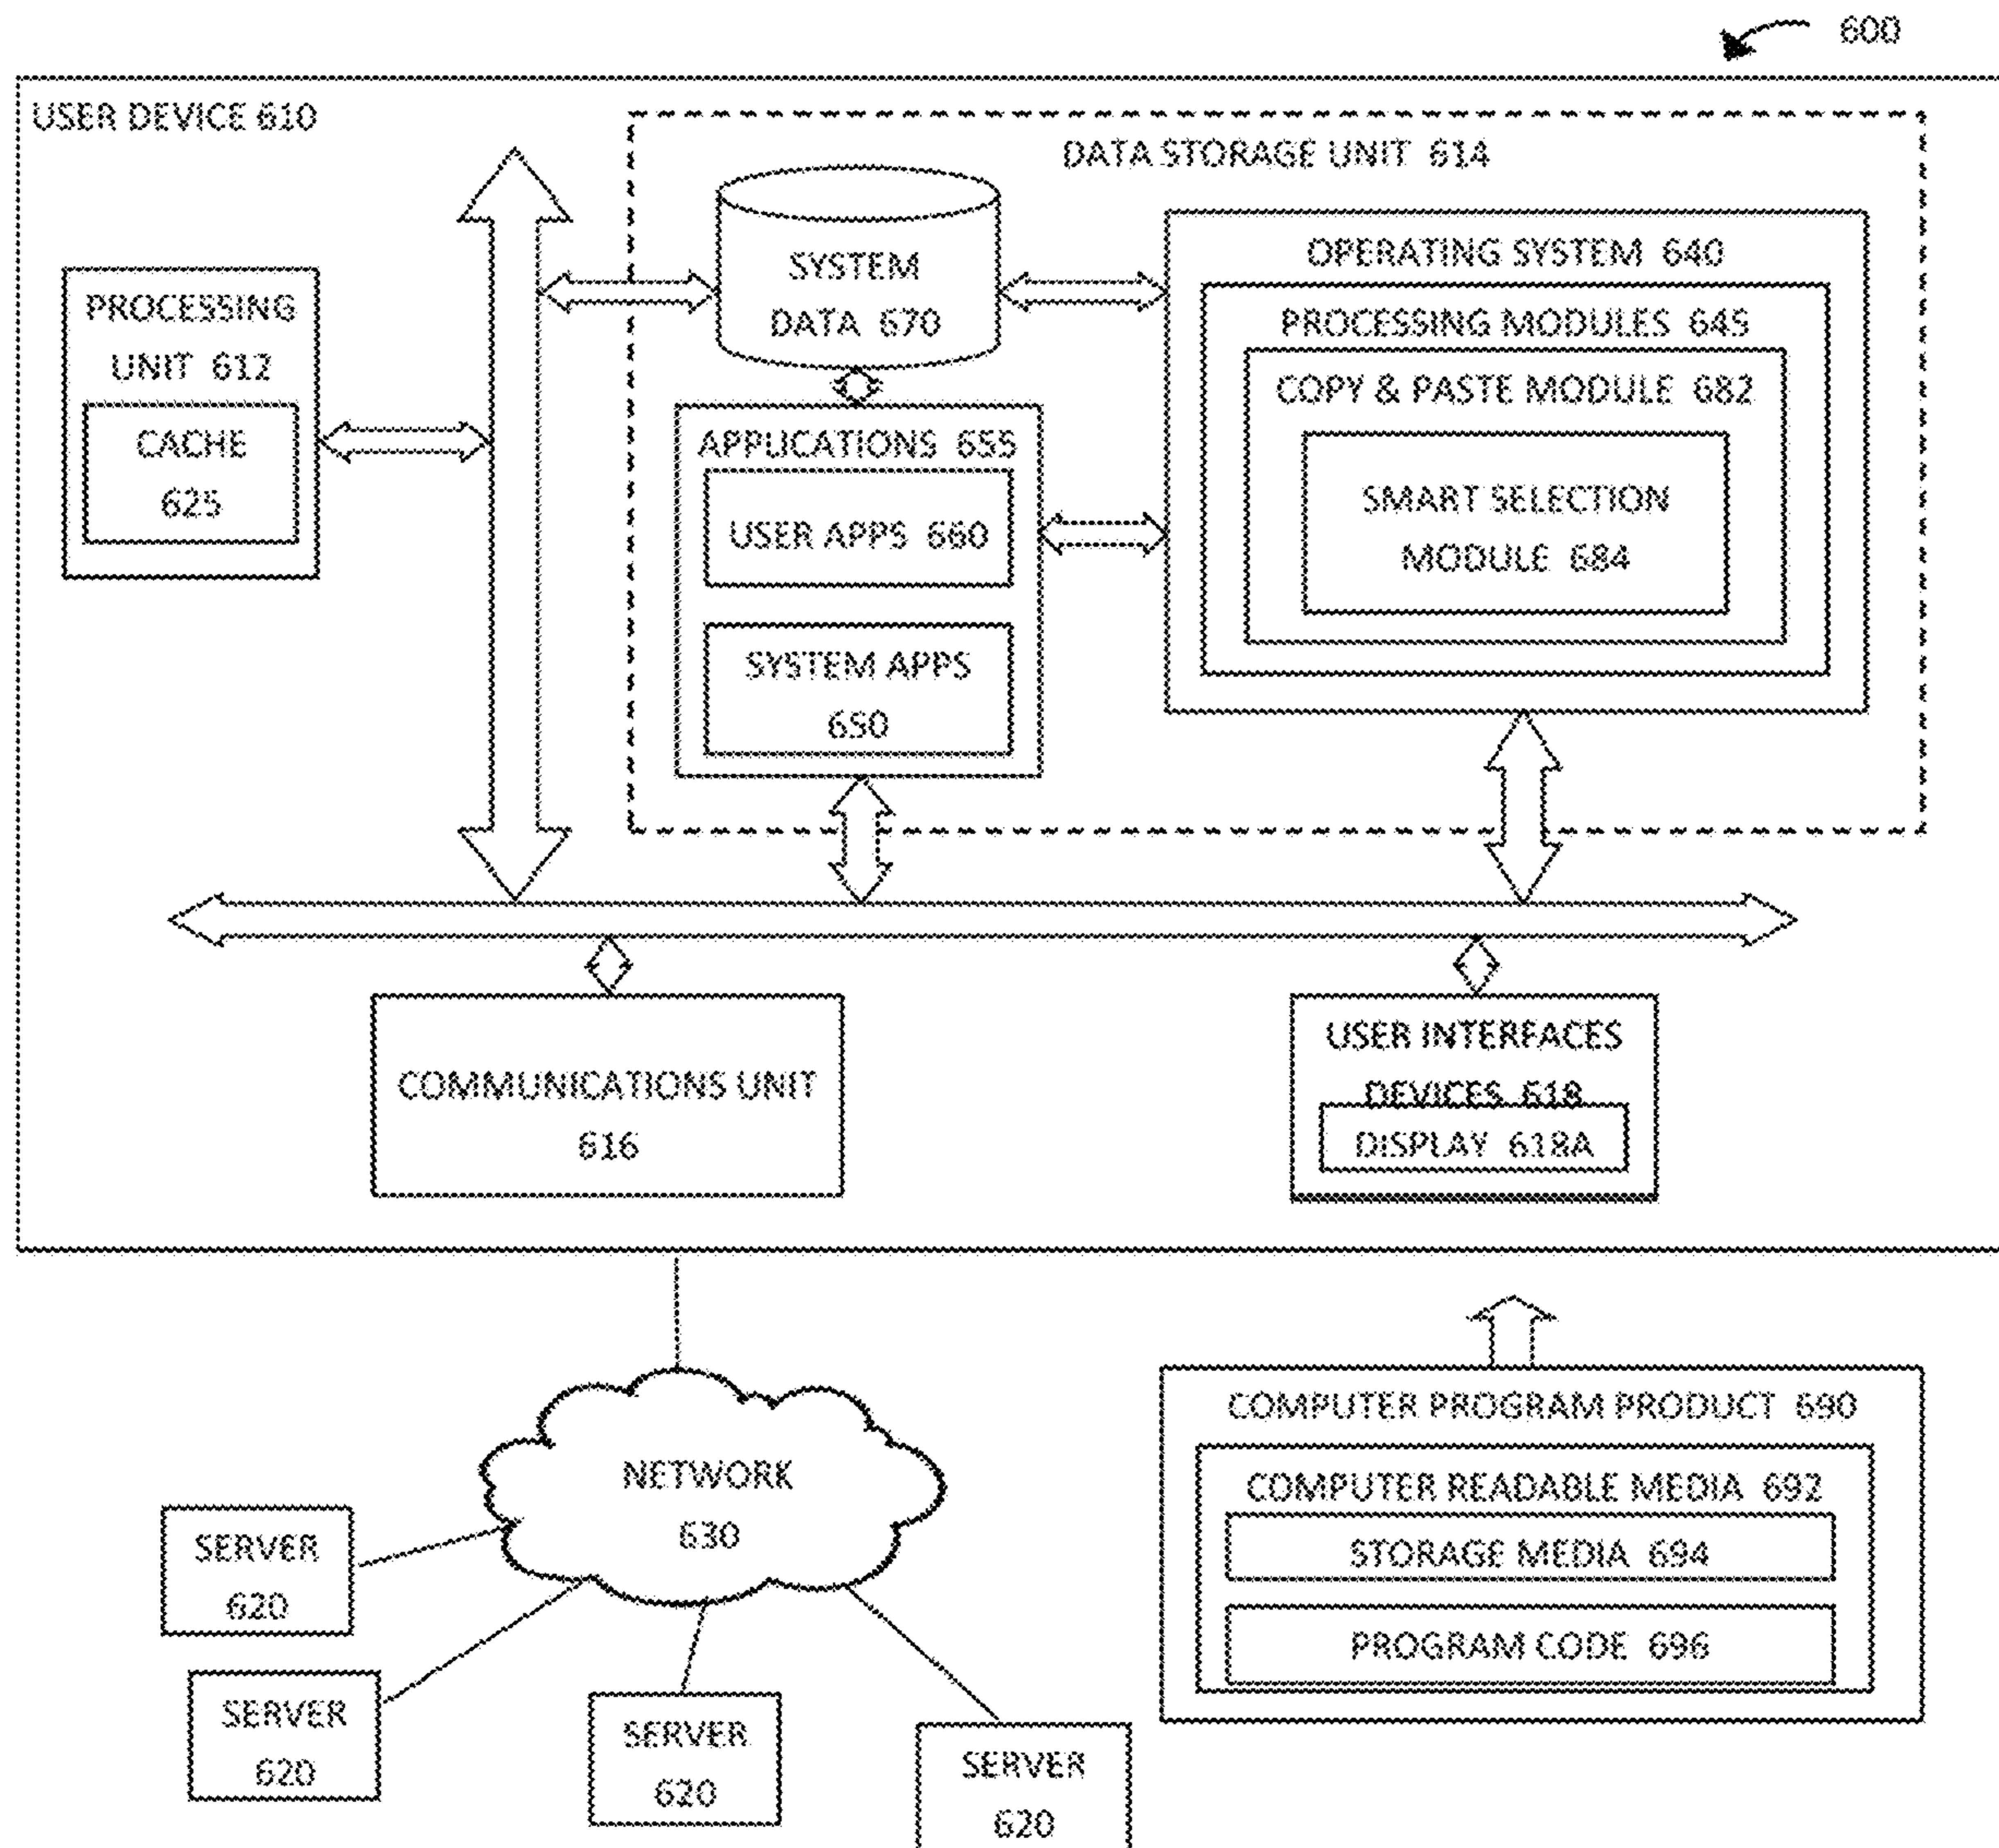 600
USER DEVICE 610
DATA STORAGE UNIT 614
PROCESSING
UNIT 612
CACHE
625
SYSTEM
DATA 670
APPLICATIONS 655
USER APPS 660
SYSTEM APPS
650
OPERATING SYSTEM 640
PROCESSING MODULES 645
COPY & PASTE MODULE 682
SMART SELECTION
MODULE 684
COMMUNICATIONS UNIT
616
USER INTERFACES
DEVICES 618
DISPLAY 618A
NETWORK
630
SERVER
620
SERVER
620
SERVER
620
SERVER
620
COMPUTER PROGRAM PRODUCT 690
COMPUTER READABLE MEDIA 692
STORAGE MEDIA 694
PROGRAM CODE 696